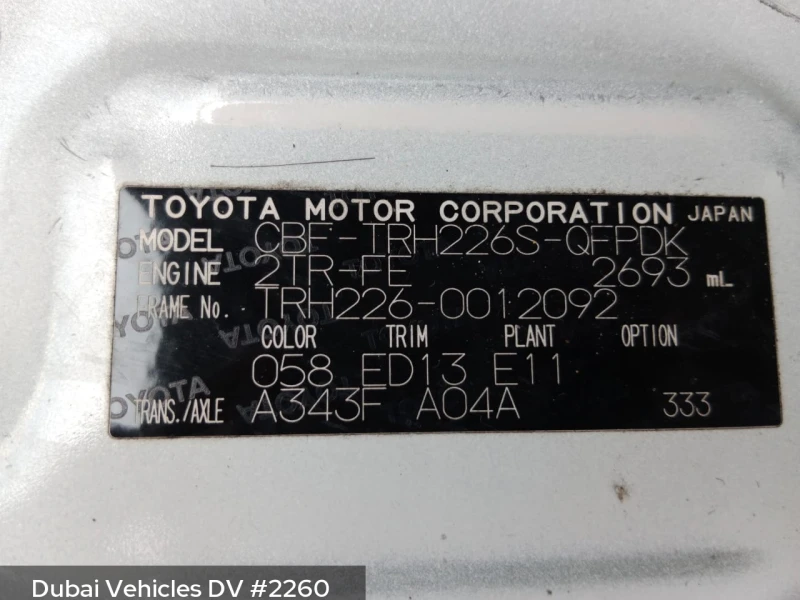 TOYOTA MOTOR CORPORATION JAPAN
MODEL CBF-TRH226S-QFPDK
ENGINE 2TR-FE 2693 mL
FRAME No. TRH226-0012092
COLOR TRIM PLANT OPTION
058 ED13 E11
TRANS./AXLE A343F A04A 333
Dubai Vehicles DV #2260